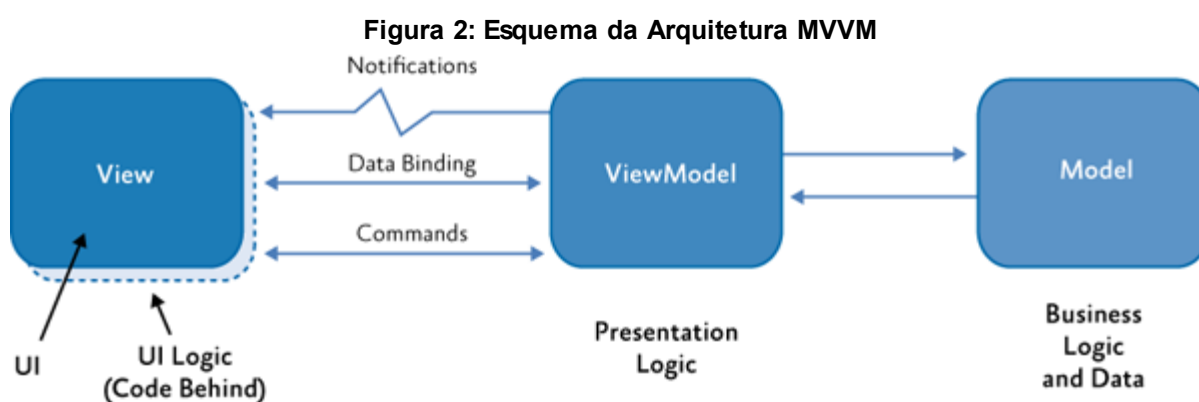 Figura 2: Esquema da Arquitetura MVVM
Notifications
View
Data Binding
ViewModel
Model
Commands
UI
UI Logic
(Code Behind)
Presentation
Logic
Business
Logic
and Data